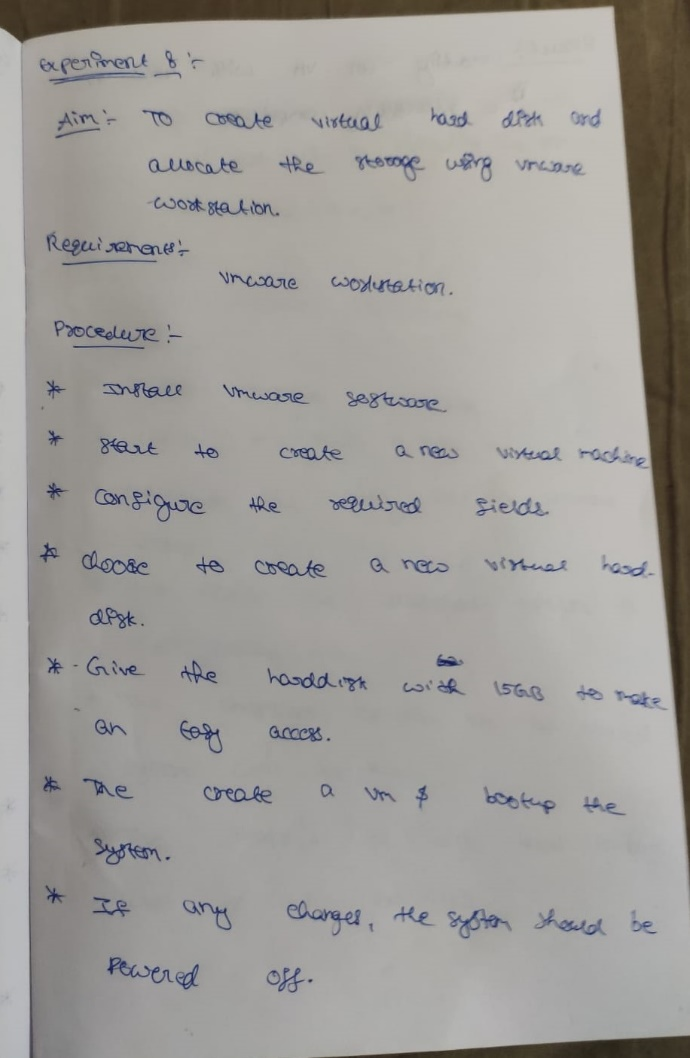 Experiment 8 :-
Aim :- To create virtual hard disk and
allocate the storage using vmware
workstation.
Requirements :-
vmware workstation.
Procedure :-
* Install vmware software
* start to create a new virtual machine
* configure the required fields.
* choose to create a new virtual hard-
disk.
* Give the harddisk with 15GB to make
an Easy access.
* The create a vm $ bootup the
system.
* If any changes, the system should be
powered off.